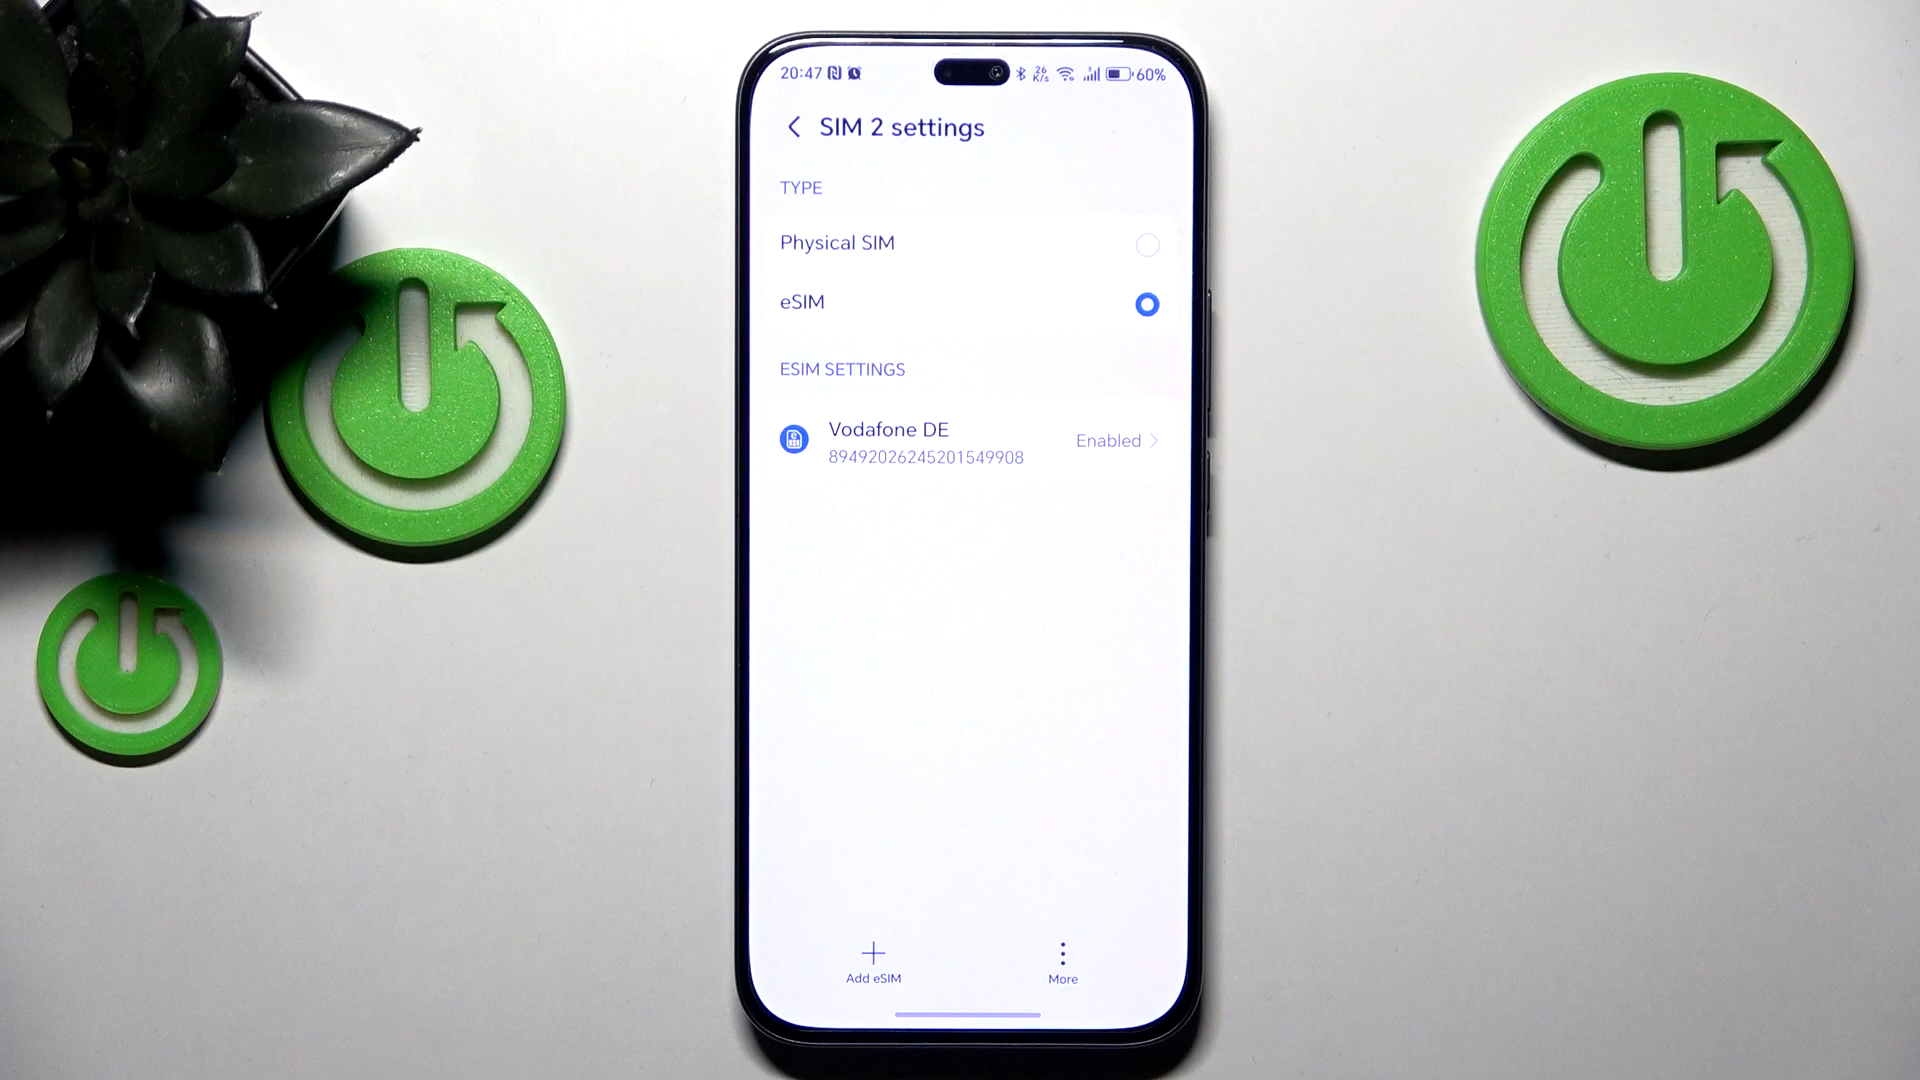 20:47 26 K/s 60%
SIM 2 settings
TYPE
Physical SIM
eSIM
ESIM SETTINGS
Vodafone DE
Enabled
89492026245201549908
Add eSIM More